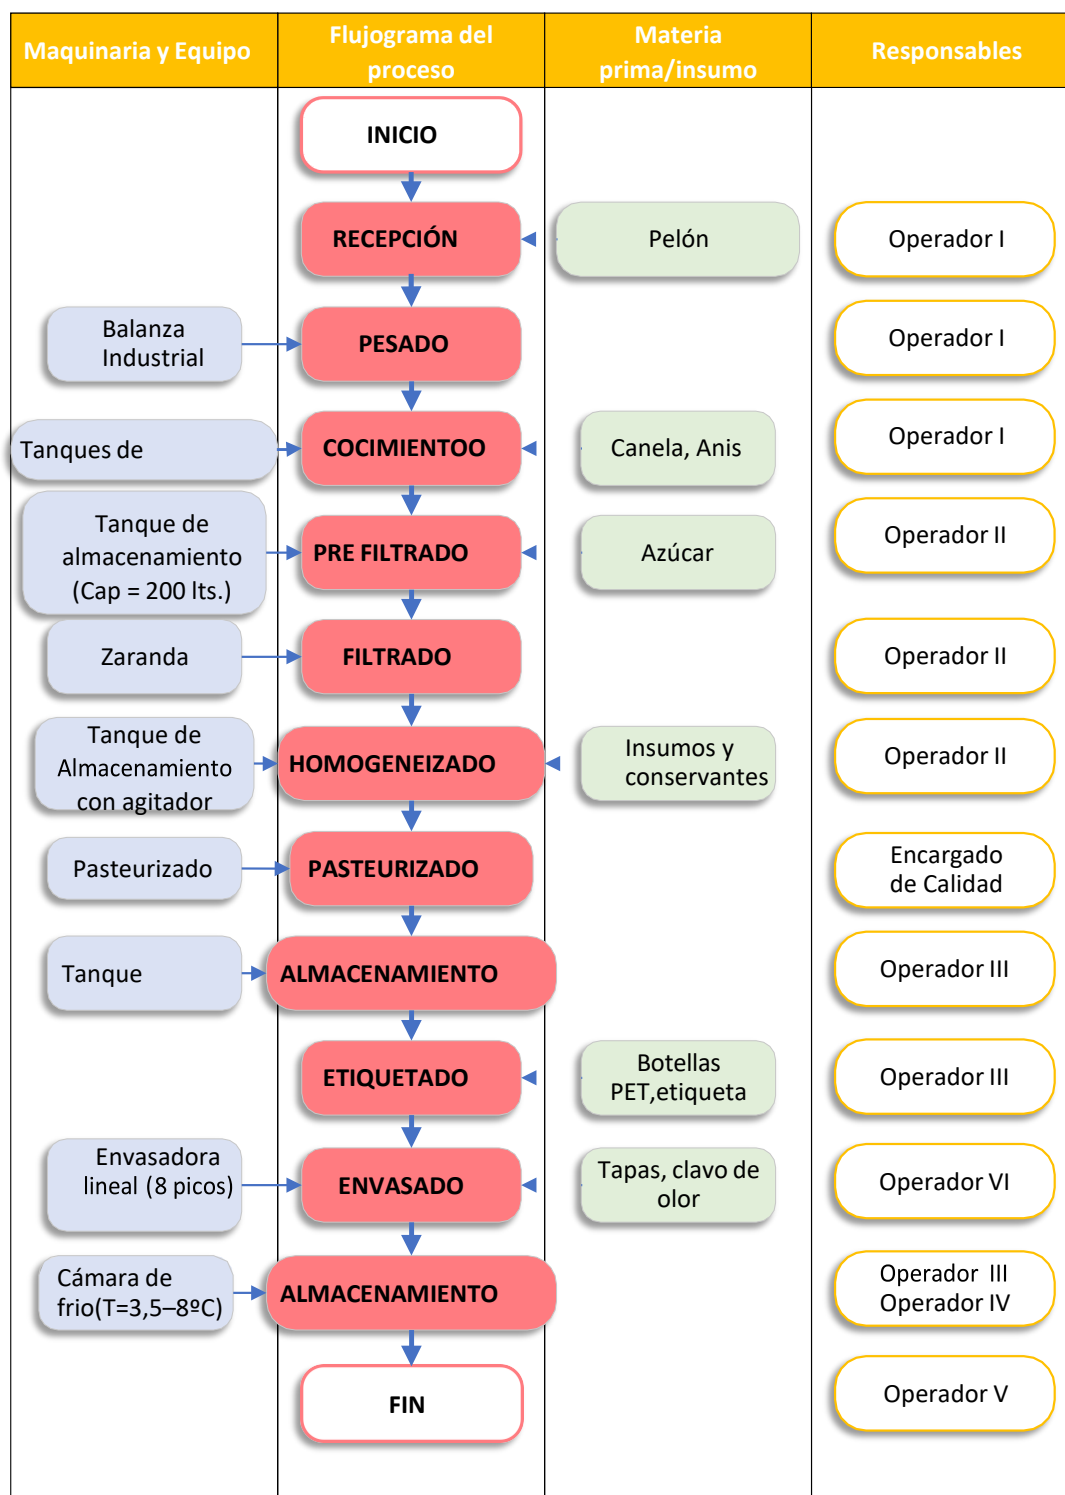 Maquinaria y Equipo
Flujograma del
proceso
Materia
prima/insumo
Responsables
INICIO
RECEPCIÓN
Pelón
Operador I
Balanza
Industrial
PESADO
Operador I
Tanques de
COCIMIENTOO
Canela, Anis
Operador I
Tanque de
almacenamiento
(Cap = 200 lts.)
PRE FILTRADO
Azúcar
Operador II
Zaranda
FILTRADO
Operador II
Tanque de
Almacenamiento
con agitador
HOMOGENEIZADO
Insumos y
conservantes
Operador II
Pasteurizado
PASTEURIZADO
Encargado
de Calidad
Tanque
ALMACENAMIENTO
Operador III
ETIQUETADO
Botellas
PET,etiqueta
Operador III
Envasadora
lineal (8 picos)
ENVASADO
Tapas, clavo de
olor
Operador VI
Cámara de
frio(T=3,5–8ºC)
ALMACENAMIENTO
Operador III
Operador IV
FIN
Operador V